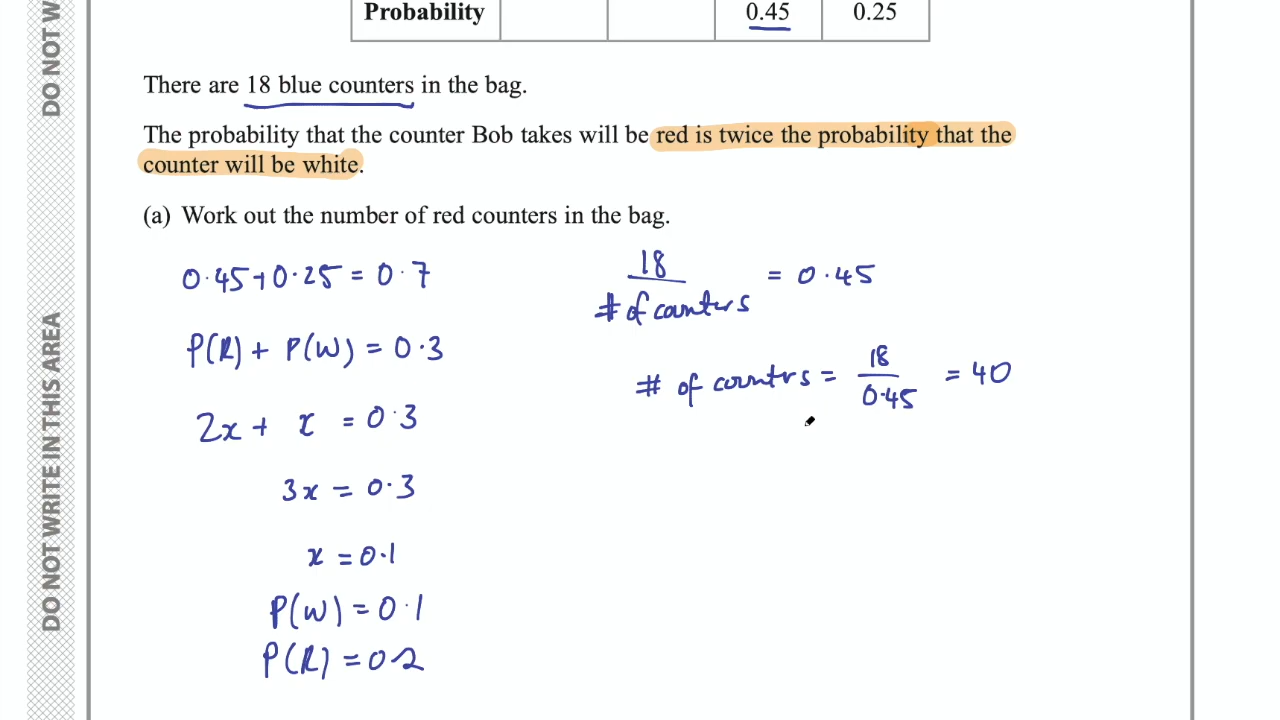 DO NOT W
DO NOT WRITE IN THIS AREA
Probability 0.45 0.25
There are 18 blue counters in the bag.
The probability that the counter Bob takes will be red is twice the probability that the
counter will be white.
(a) Work out the number of red counters in the bag.
0.45+0.25 = 0.7
P(R) + P(W) = 0.3
2x + x = 0.3
3x = 0.3
x = 0.1
P(W) = 0.1
P(R) = 0.2
18
# of counters = 0.45
# of counters = 18/0.45 = 40